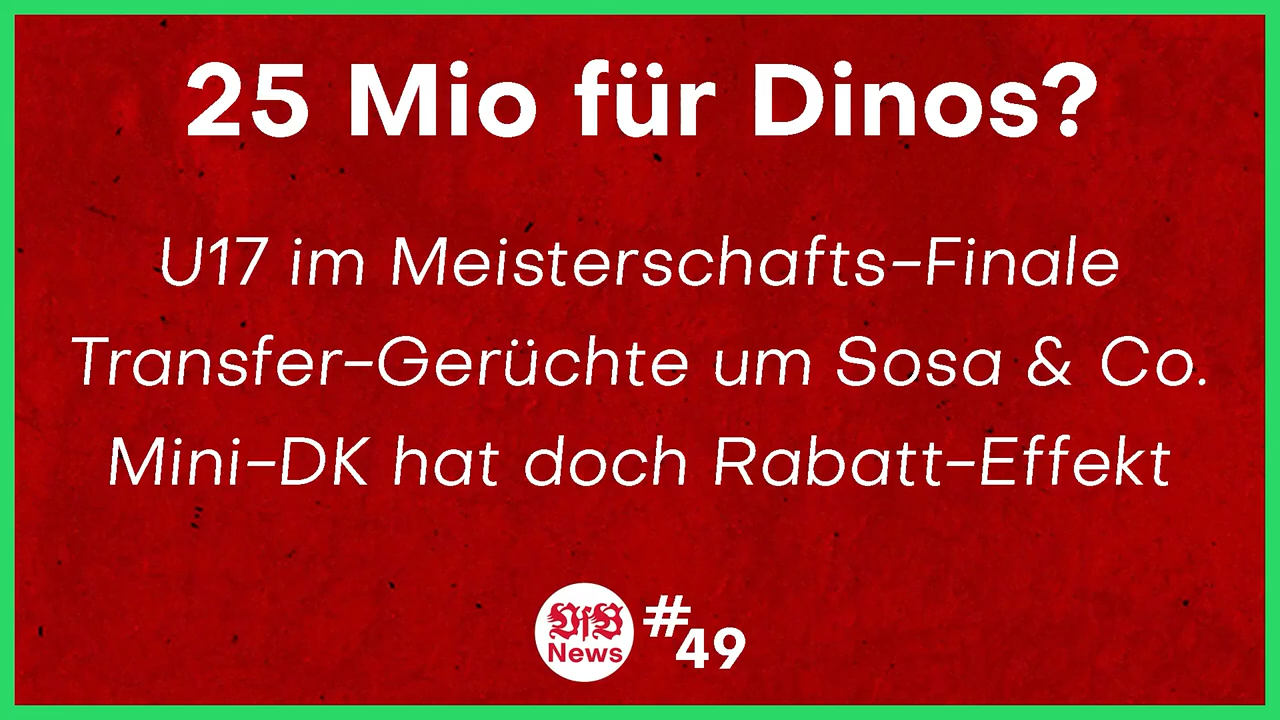 25 Mio für Dinos?
U17 im Meisterschafts-Finale
Transfer-Gerüchte um Sosa & Co.
Mini-DK hat doch Rabatt-Effekt
VfB
News
#49